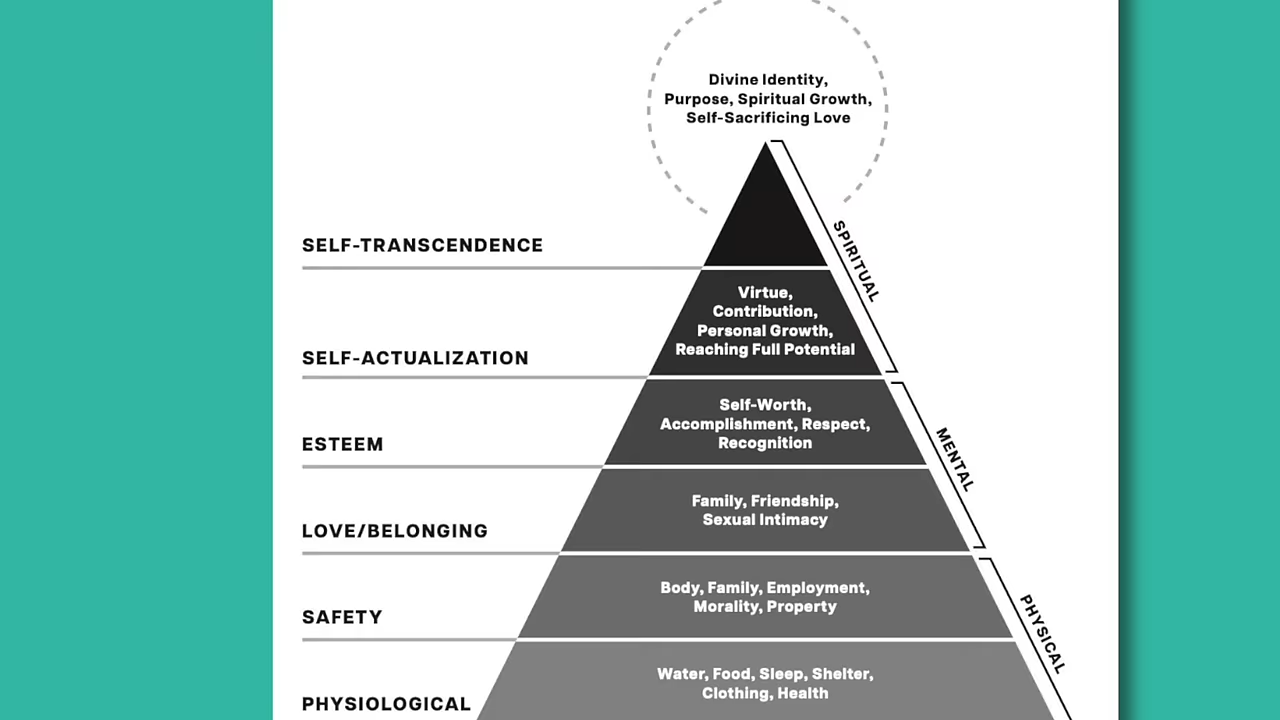 Divine Identity,
Purpose, Spiritual Growth,
Self-Sacrificing Love
SELF-TRANSCENDENCE
SPIRITUAL
Virtue,
Contribution,
Personal Growth,
Reaching Full Potential
SELF-ACTUALIZATION
Self-Worth,
Accomplishment, Respect,
Recognition
ESTEEM
MENTAL
Family, Friendship,
Sexual Intimacy
LOVE/BELONGING
Body, Family, Employment,
Morality, Property
SAFETY
PHYSICAL
Water, Food, Sleep, Shelter,
Clothing, Health
PHYSIOLOGICAL